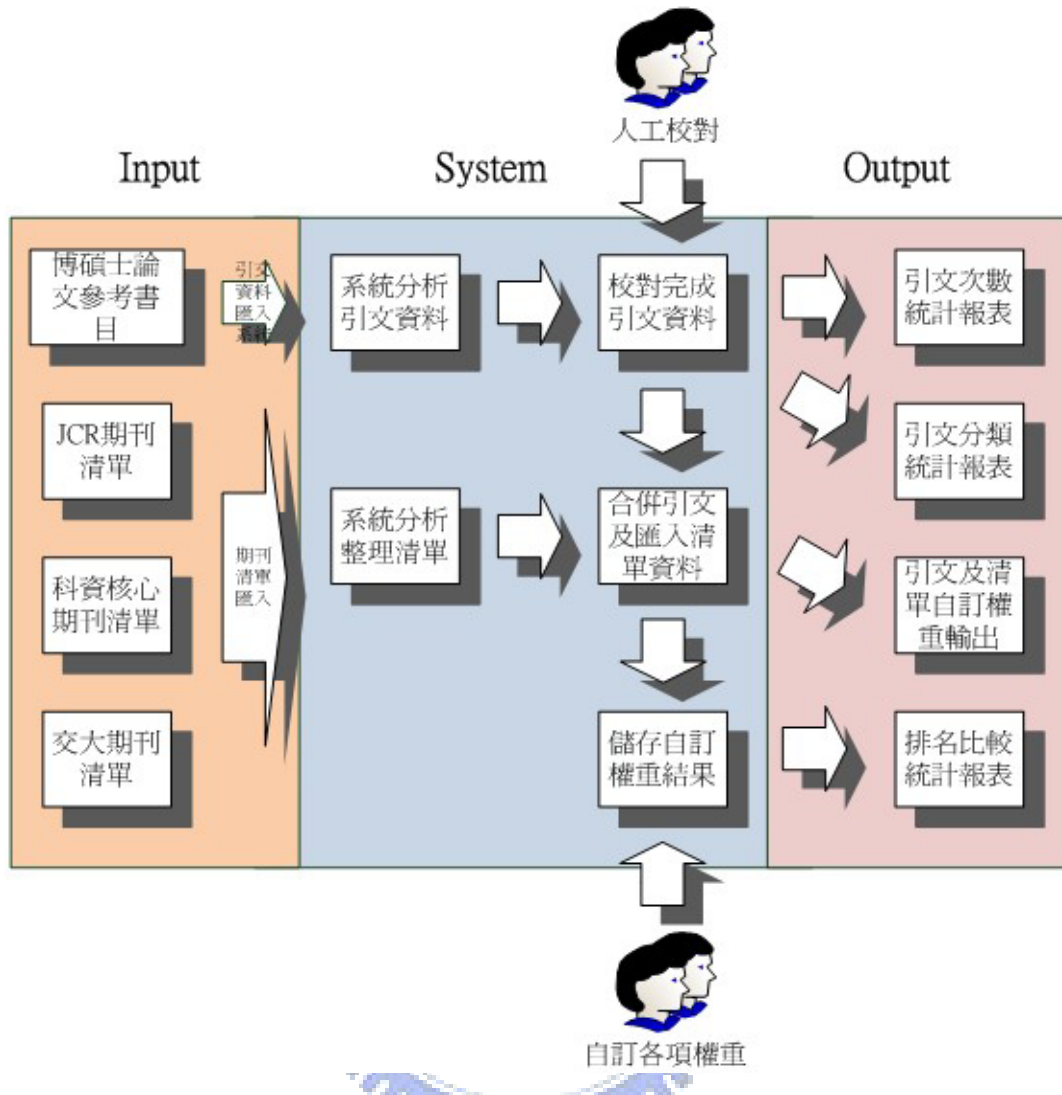 人工校對
Input
System
Output
博碩士論
文參考書
目
引文
資料
匯入
系統
系統分析
引文資料
校對完成
引文資料
引文次數
統計報表
JCR期刊
清單
引文分類
統計報表
期刊
清單
匯入
系統分析
整理清單
合併引文
及匯入清
單資料
科資核心
期刊清單
引文及清
單自訂權
重輸出
交大期刊
清單
儲存自訂
權重結果
排名比較
統計報表
自訂各項權重